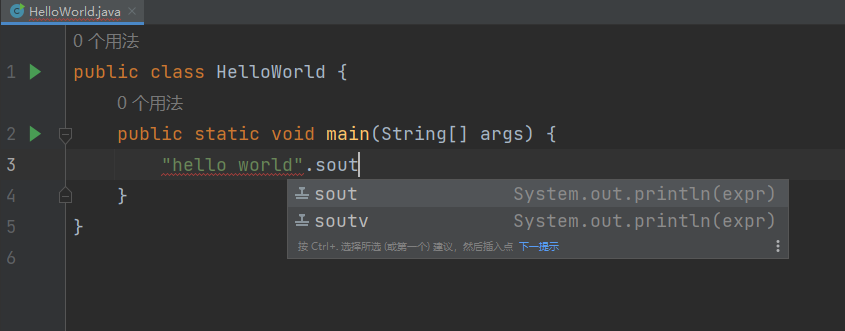 HelloWorld.java
0 个用法
1 public class HelloWorld {
0 个用法
2 public static void main(String[] args) {
3 "hello world".sout
sout System.out.println(expr)
4 }
soutv System.out.println(expr)
5 }
按 Ctrl+. 选择所选 (或第一个) 建议，然后插入点 下一提示
6